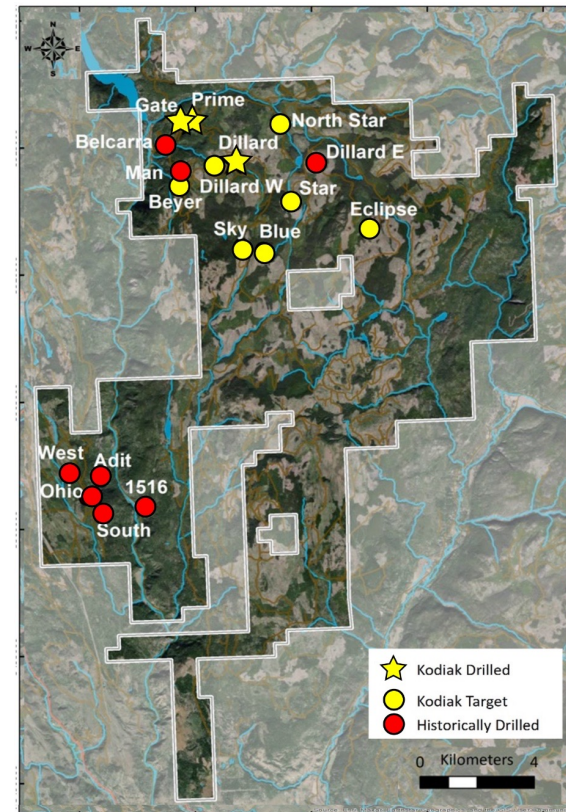 N
W E
S
Gate Prime
North Star
Belcarra Dillard
Dillard E
Man
Dillard W
Beyer Star
Eclipse
Sky Blue
West Adit
Ohio 1516
South
Kodiak Drilled
Kodiak Target
Historically Drilled
0 Kilometers 4